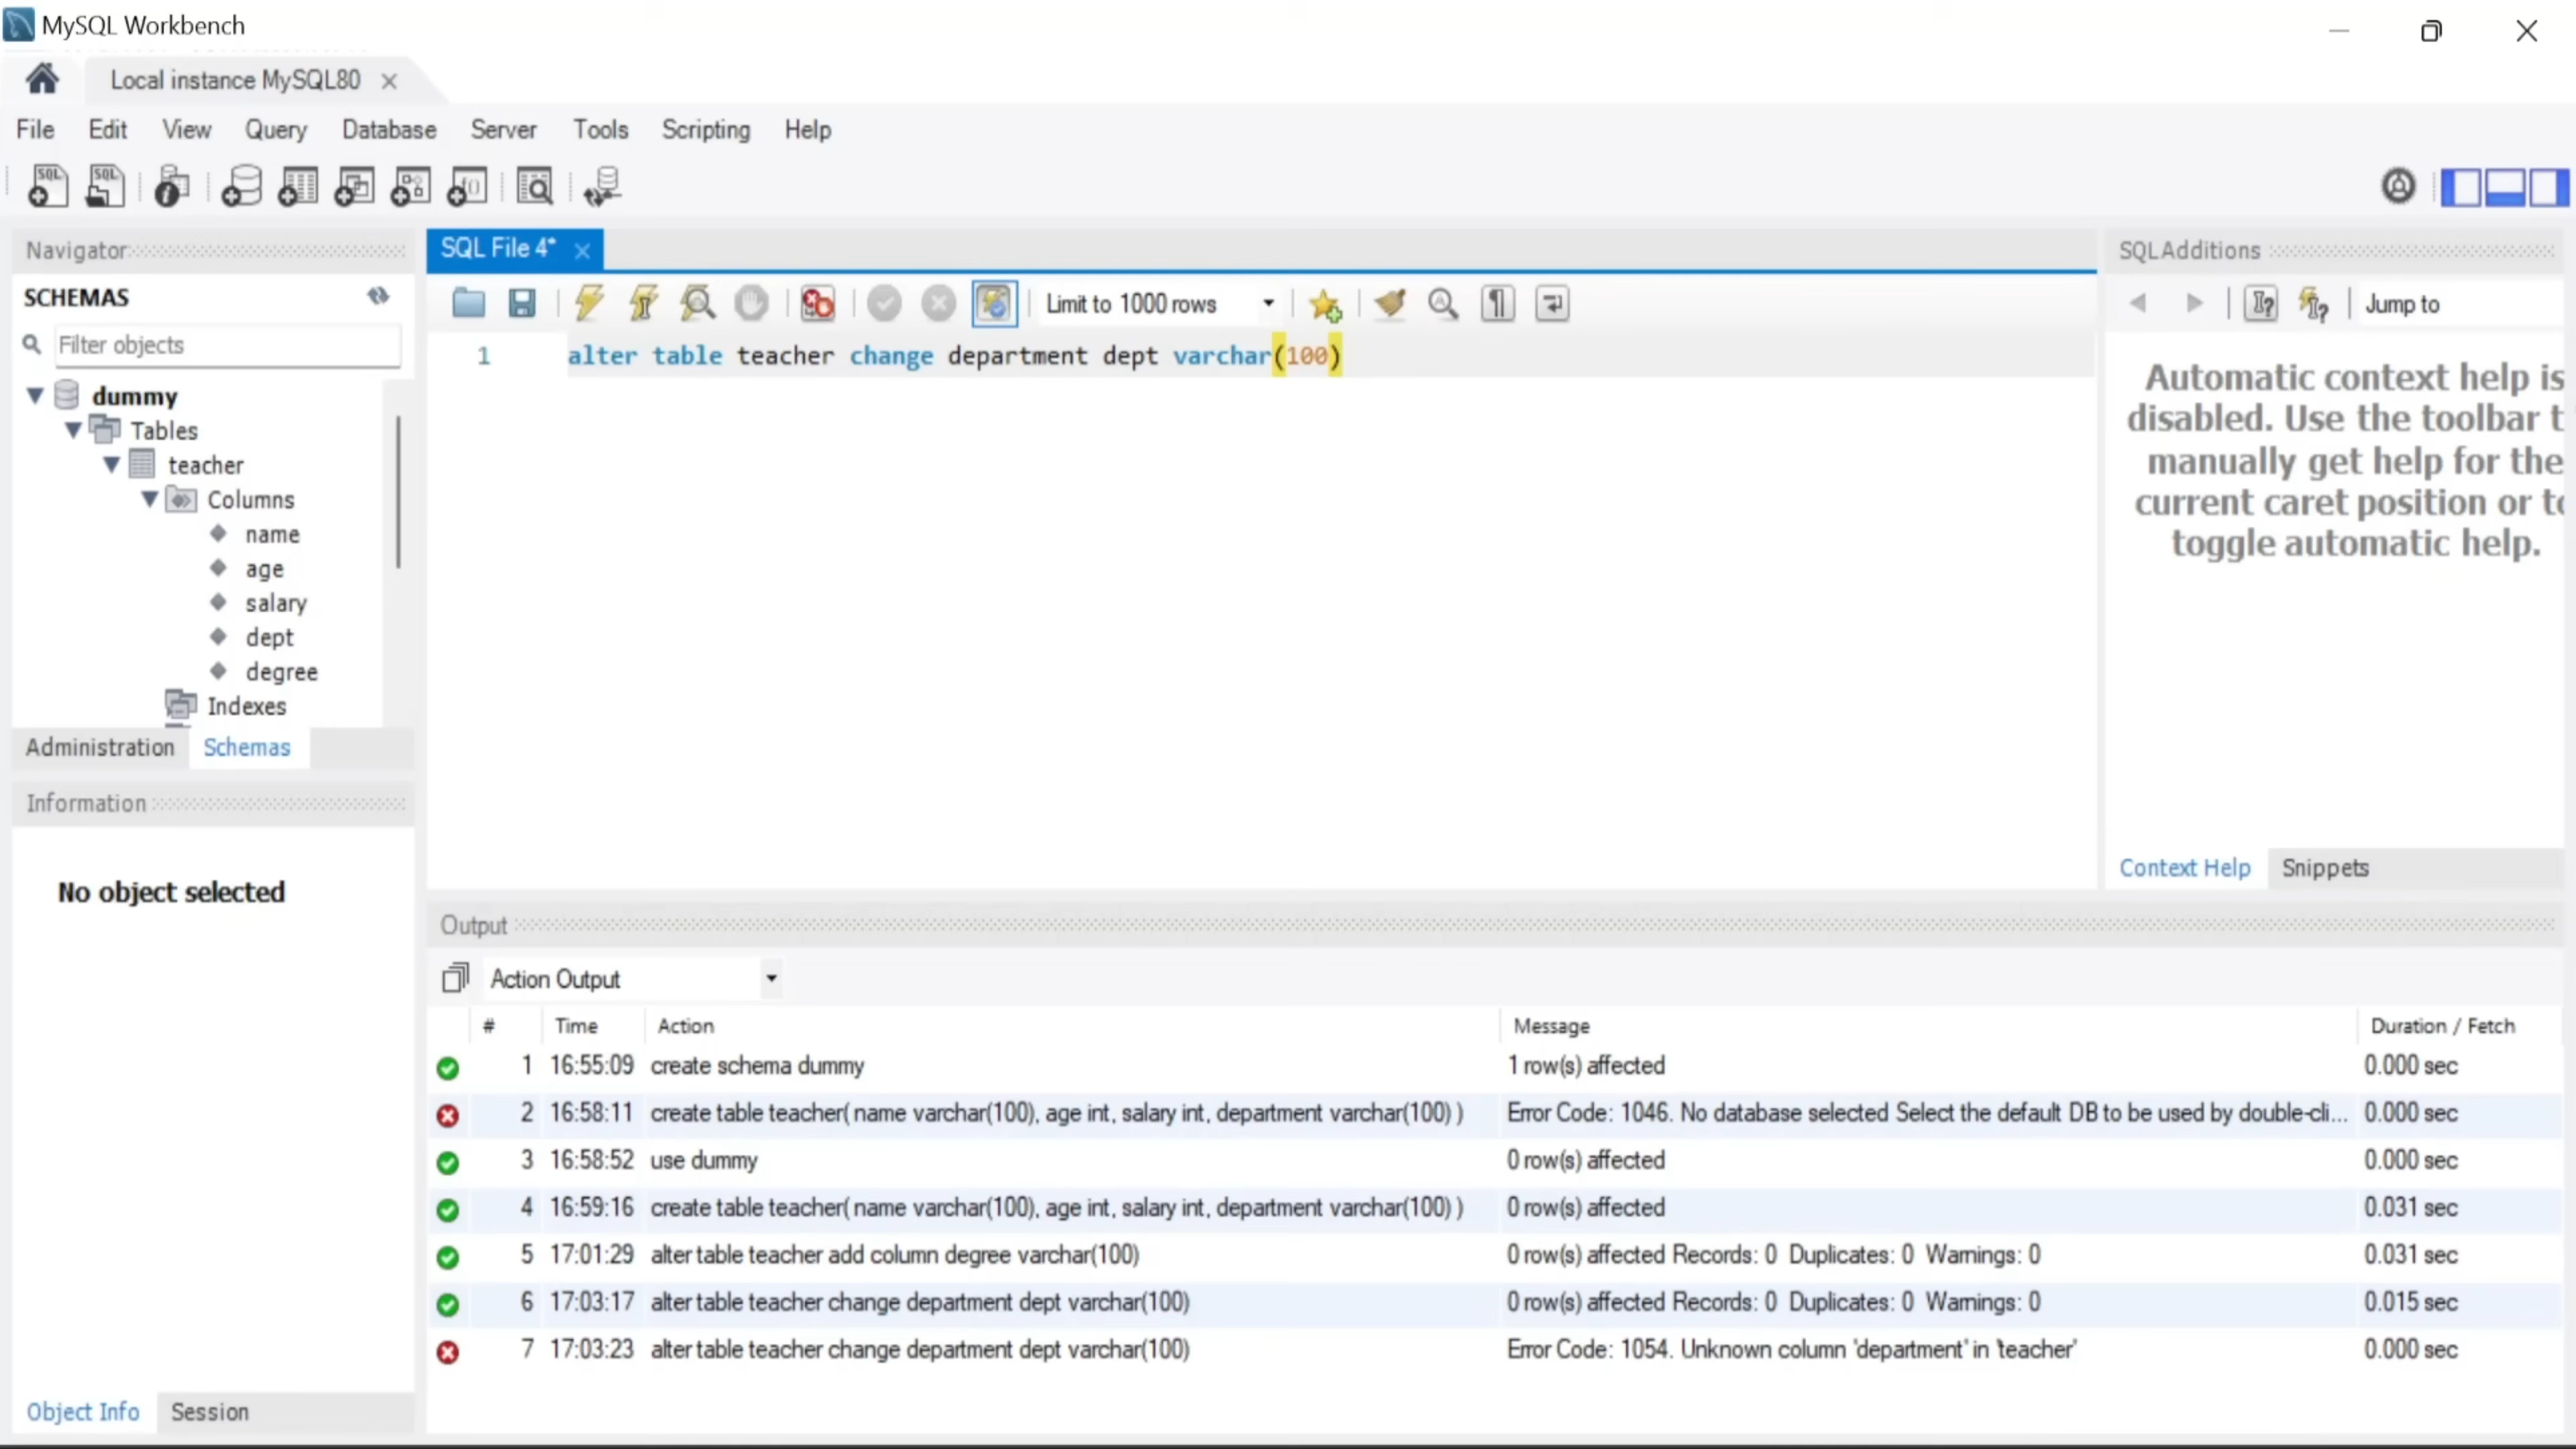 MySQL Workbench
Local instance MySQL80
File Edit View Query Database Server Tools Scripting Help
Navigator
SCHEMAS
Filter objects
dummy
Tables
teacher
Columns
name
age
salary
dept
degree
Indexes
Administration Schemas
Information
No object selected
Object Info Session
SQL File 4*
Limit to 1000 rows
1 alter table teacher change department dept varchar(100)
SQLAdditions
Jump to
Automatic context help is
disabled. Use the toolbar t
manually get help for the
current caret position or to
toggle automatic help.
Context Help Snippets
Output
Action Output
# Time Action Message Duration / Fetch
1 16:55:09 create schema dummy 1 row(s) affected 0.000 sec
2 16:58:11 create table teacher( name varchar(100), age int, salary int, department varchar(100) ) Error Code: 1046. No database selected Select the default DB to be used by double-cli... 0.000 sec
3 16:58:52 use dummy 0 row(s) affected 0.000 sec
4 16:59:16 create table teacher( name varchar(100), age int, salary int, department varchar(100) ) 0 row(s) affected 0.031 sec
5 17:01:29 alter table teacher add column degree varchar(100) 0 row(s) affected Records: 0 Duplicates: 0 Warnings: 0 0.031 sec
6 17:03:17 alter table teacher change department dept varchar(100) 0 row(s) affected Records: 0 Duplicates: 0 Warnings: 0 0.015 sec
7 17:03:23 alter table teacher change department dept varchar(100) Error Code: 1054. Unknown column 'department' in 'teacher' 0.000 sec